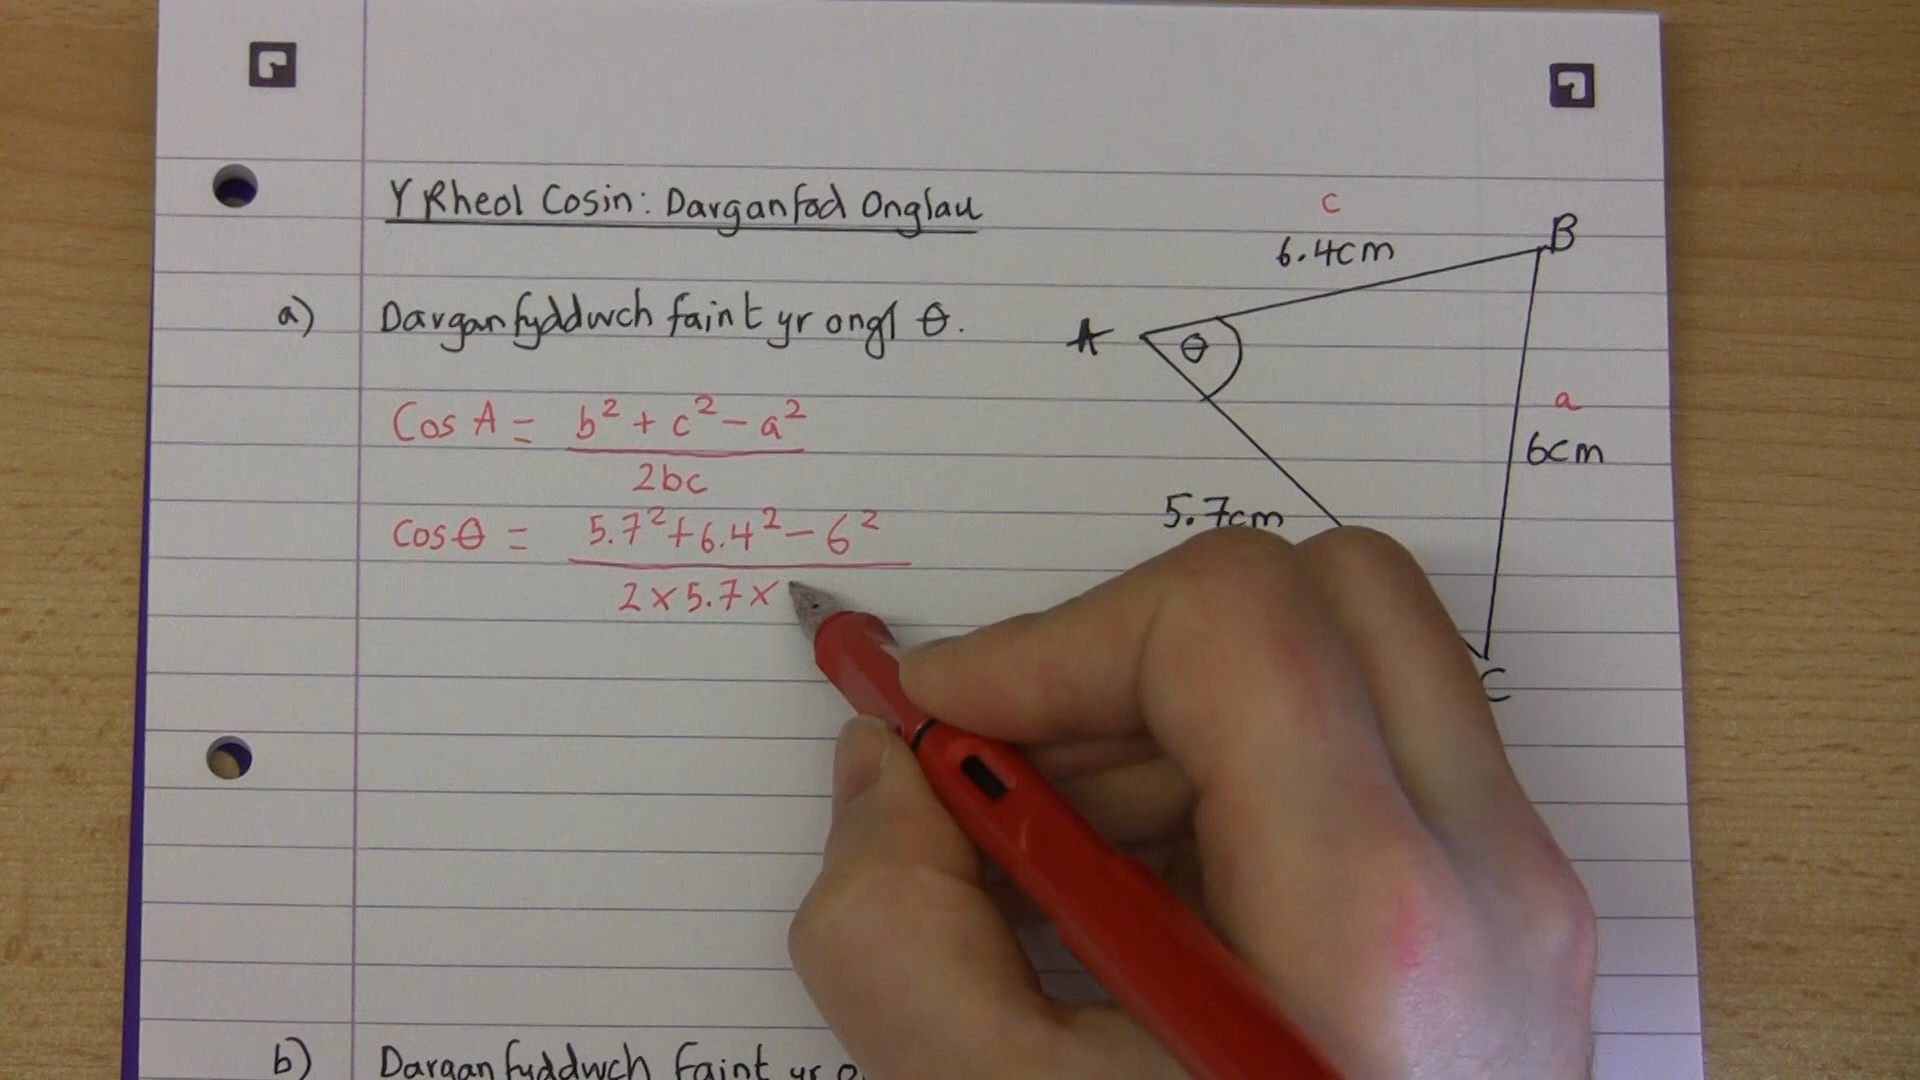 Y Rheol Cosin: Darganfod Onglau
a) Darganfyddwch faint yr ongl θ.
Cos A = b² + c² - a²
2bc
Cos θ = 5.7² + 6.4² - 6²
2 × 5.7 ×
c
6.4cm
B
A
θ
a
6cm
5.7cm
C
b) Darganfyddwch faint yr